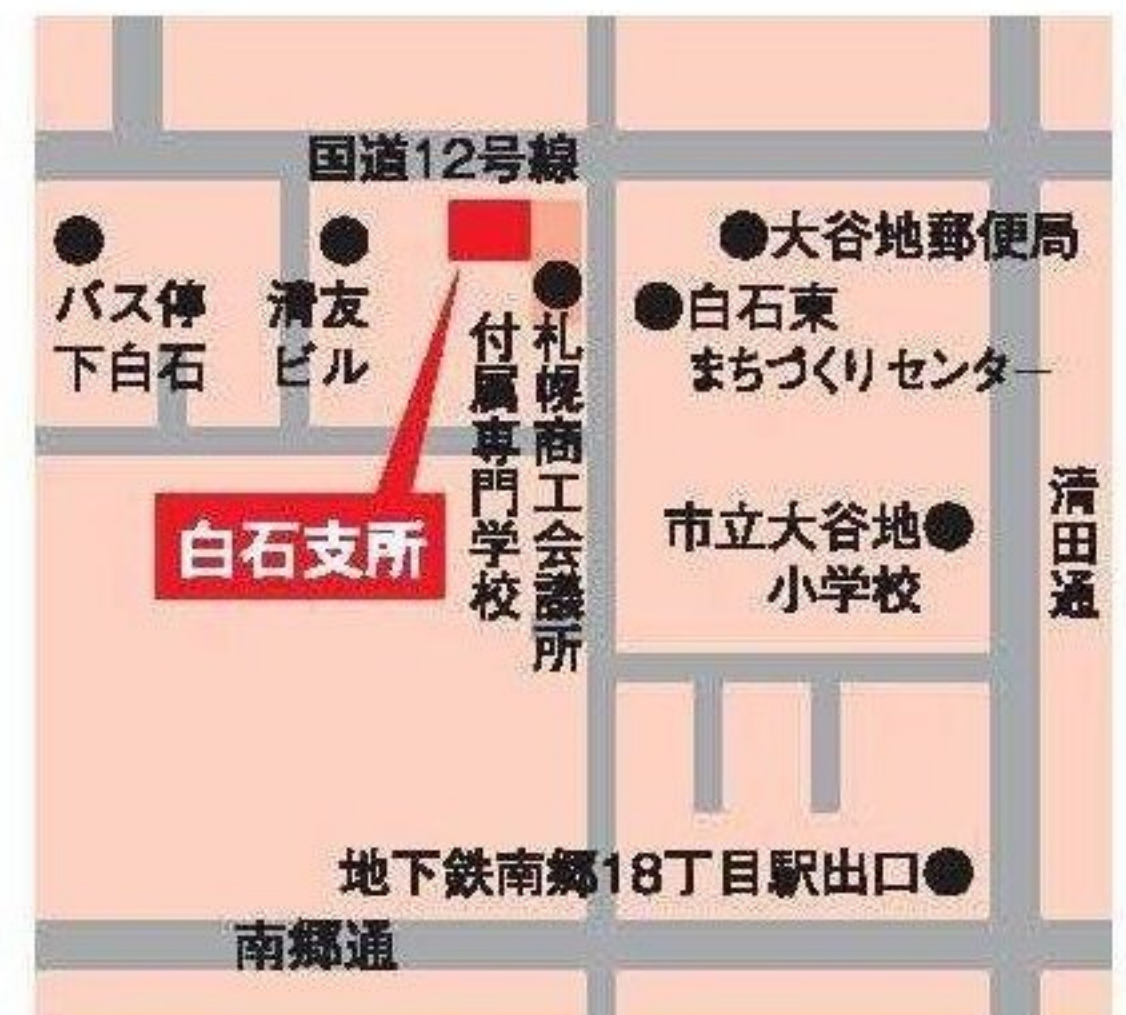 国道12号線
バス停
下白石
清友
ビル
札幌商工会議所
付属専門学校
大谷地郵便局
白石東
まちづくりセンター
白石支所
市立大谷地
小学校
清田通
地下鉄南郷18丁目駅出口
南郷通